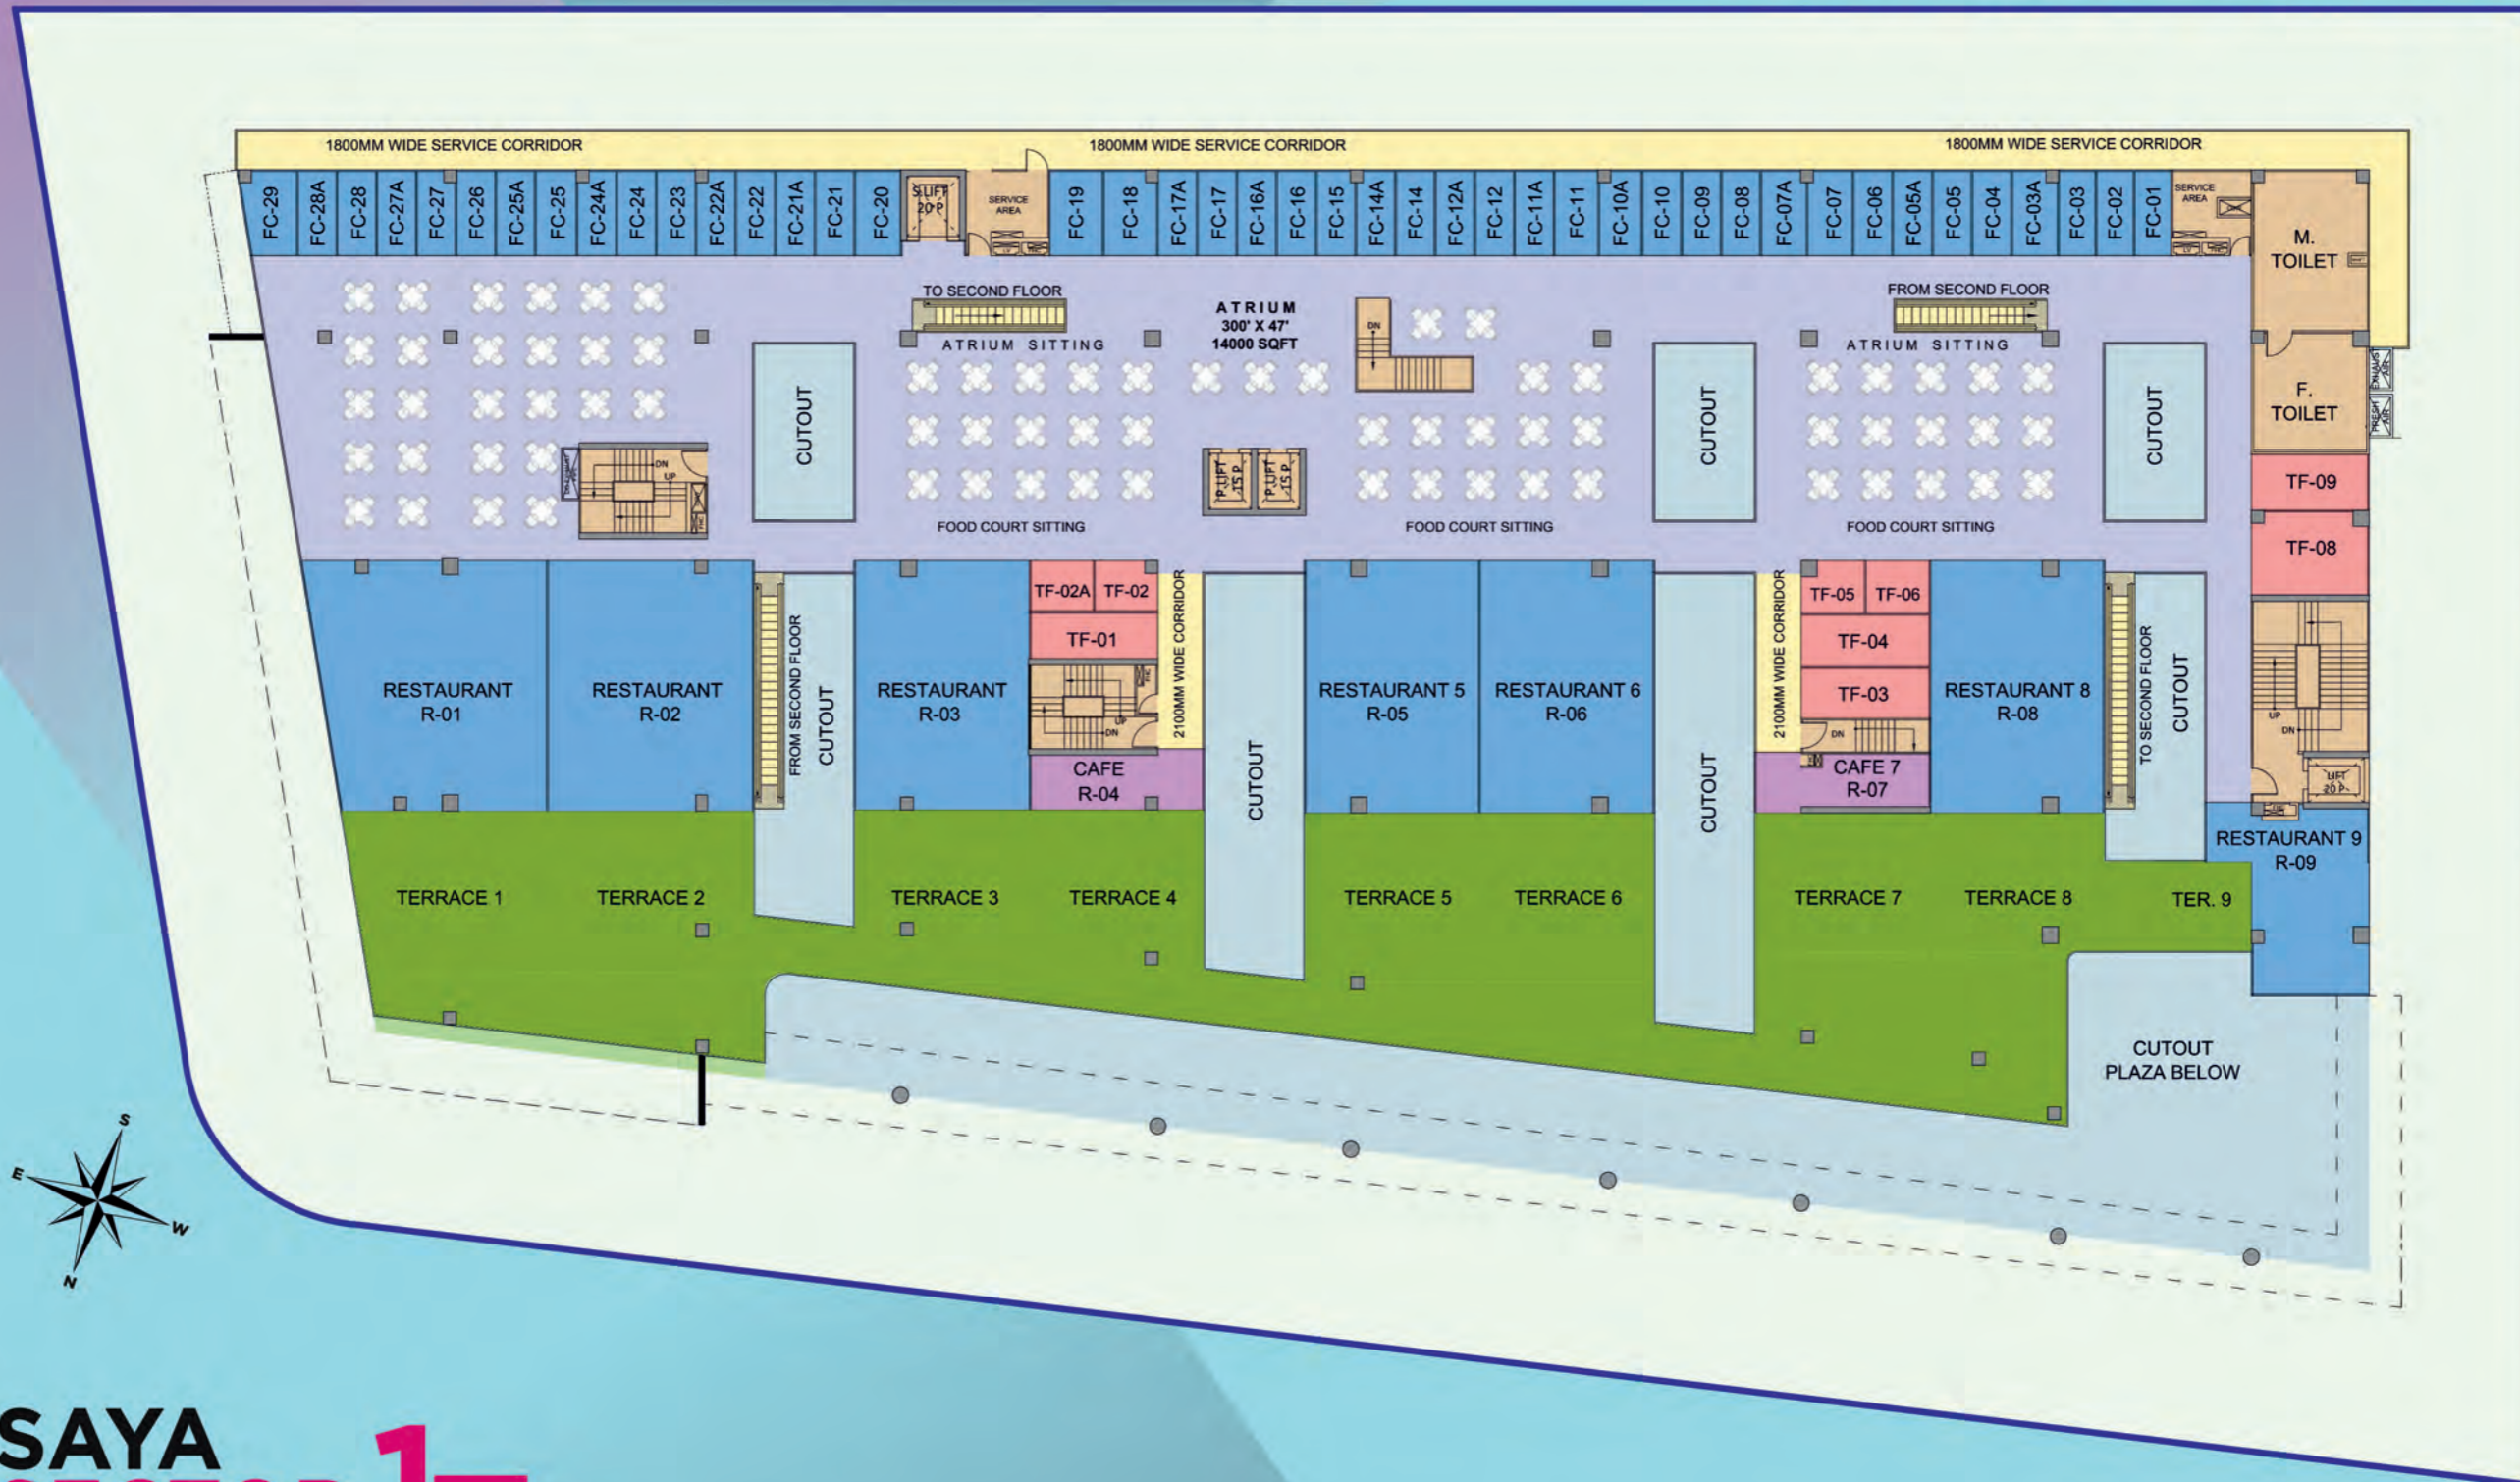 1800MM WIDE SERVICE CORRIDOR
1800MM WIDE SERVICE CORRIDOR
1800MM WIDE SERVICE CORRIDOR
FC-29
FC-28A
FC-28
FC-27A
FC-27
FC-26
FC-25A
FC-25
FC-24A
FC-24
FC-23
FC-22A
FC-22
FC-21A
FC-21
FC-20
S.LIFT
20 P
SERVICE
AREA
FC-19
FC-18
FC-17A
FC-17
FC-16A
FC-16
FC-15
FC-14A
FC-14
FC-12A
FC-12
FC-11A
FC-11
FC-10A
FC-10
FC-09
FC-08
FC-07A
FC-07
FC-06
FC-05A
FC-05
FC-04
FC-03A
FC-03
FC-02
FC-01
SERVICE
AREA
M.
TOILET
TO SECOND FLOOR
ATRIUM
300' X 47'
14000 SQFT
DN
FROM SECOND FLOOR
ATRIUM SITTING
ATRIUM SITTING
EXHAUST
AIR
FRESH
AIR
F.
TOILET
CUTOUT
CUTOUT
CUTOUT
DN
UP
P.LIFT
15 P
P.LIFT
15 P
TF-09
FOOD COURT SITTING
FOOD COURT SITTING
FOOD COURT SITTING
TF-08
TF-02A
TF-02
TF-01
2100MM WIDE CORRIDOR
2100MM WIDE CORRIDOR
TF-05
TF-06
TF-04
TF-03
RESTAURANT
R-01
RESTAURANT
R-02
FROM SECOND FLOOR
CUTOUT
RESTAURANT
R-03
UP
DN
CAFE
R-04
CUTOUT
RESTAURANT 5
R-05
RESTAURANT 6
R-06
CUTOUT
DN
CAFE 7
R-07
RESTAURANT 8
R-08
TO SECOND FLOOR
CUTOUT
UP
DN
LIFT
20 P
RESTAURANT 9
R-09
TERRACE 1
TERRACE 2
TERRACE 3
TERRACE 4
TERRACE 5
TERRACE 6
TERRACE 7
TERRACE 8
TER. 9
CUTOUT
PLAZA BELOW
S
E
W
N
SAYA
1